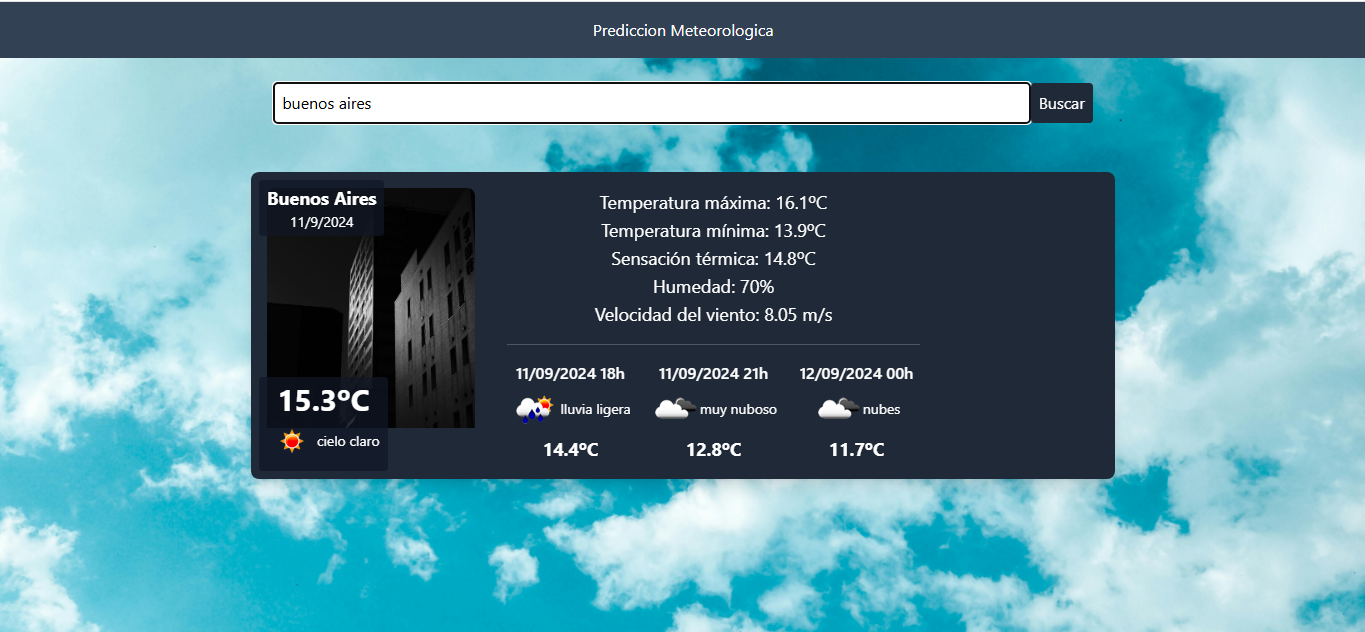 Prediccion Meteorologica
buenos aires
Buscar
Buenos Aires
11/9/2024
15.3ºC
cielo claro
Temperatura máxima: 16.1ºC
Temperatura mínima: 13.9ºC
Sensación térmica: 14.8ºC
Humedad: 70%
Velocidad del viento: 8.05 m/s
11/09/2024 18h
lluvia ligera
14.4ºC
11/09/2024 21h
muy nuboso
12.8ºC
12/09/2024 00h
nubes
11.7ºC